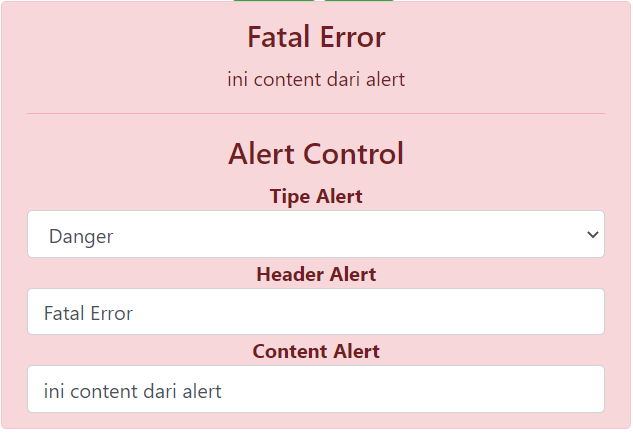 Fatal Error
ini content dari alert
Alert Control
Tipe Alert
Danger
Header Alert
Fatal Error
Content Alert
ini content dari alert